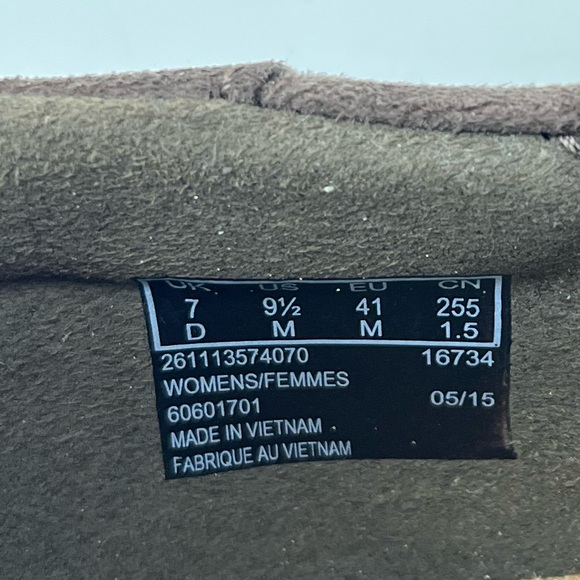 UK US EU CN
7 9½ 41 255
D M M 1.5
261113574070 16734
WOMENS/FEMMES
60601701 05/15
MADE IN VIETNAM
FABRIQUE AU VIETNAM